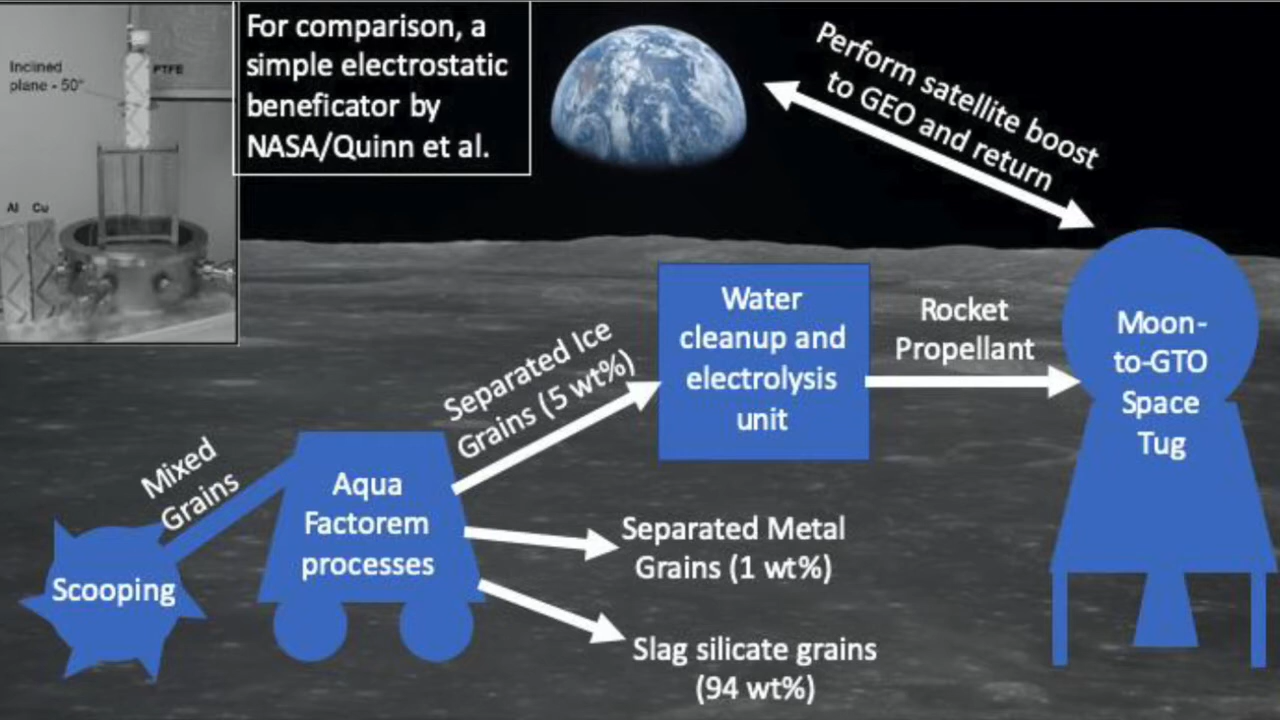 Inclined
plane - 50°
PTFE
Al Cu
For comparison, a
simple electrostatic
beneficator by
NASA/Quinn et al.
Perform satellite boost
to GEO and return
Mixed
Grains
Scooping
Aqua
Factorem
processes
Separated Ice
Grains (5 wt%)
Separated Metal
Grains (1 wt%)
Slag silicate grains
(94 wt%)
Water
cleanup and
electrolysis
unit
Rocket
Propellant
Moon-
to-GTO
Space
Tug